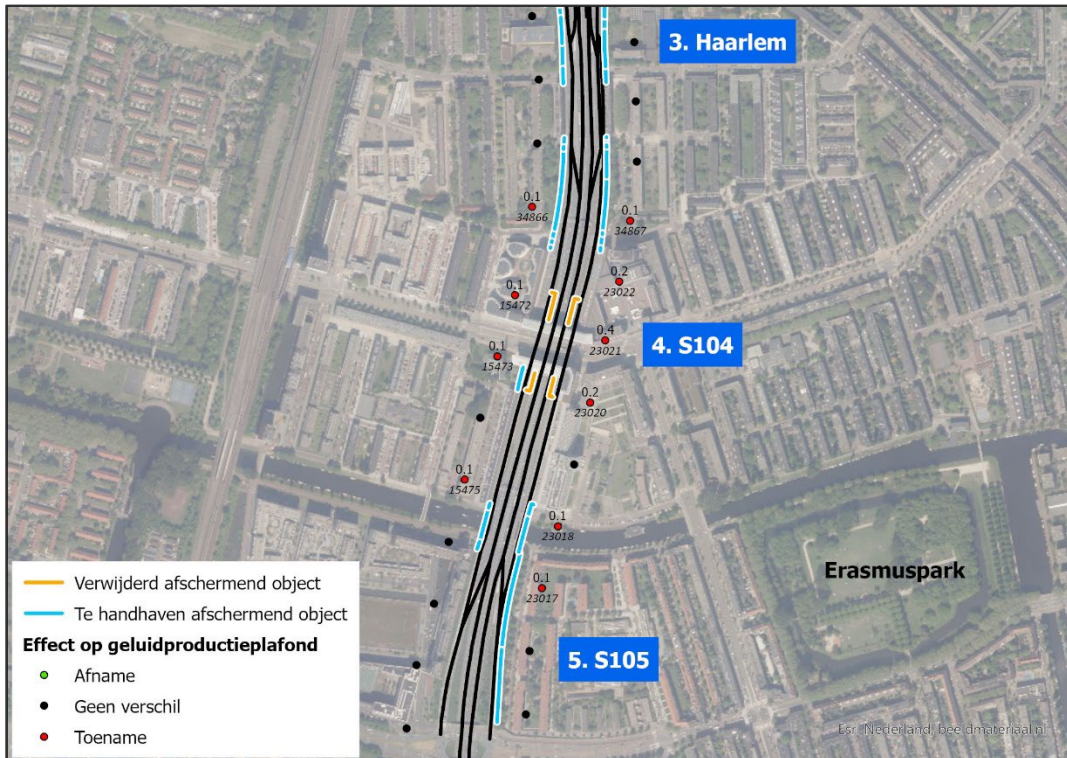 3. Haarlem
0.1
34866
0.1
34867
0.2
23022
0.1
15472
0.4
23021
4. S104
0.1
15473
0.2
23020
0.1
15475
0.1
23018
Erasmuspark
0.1
23017
5. S105
Verwijderd afschermend object
Te handhaven afschermend object
Effect op geluidproductieplafond
Afname
Geen verschil
Toename
Esri Nederland, beeldmateriaal.nl